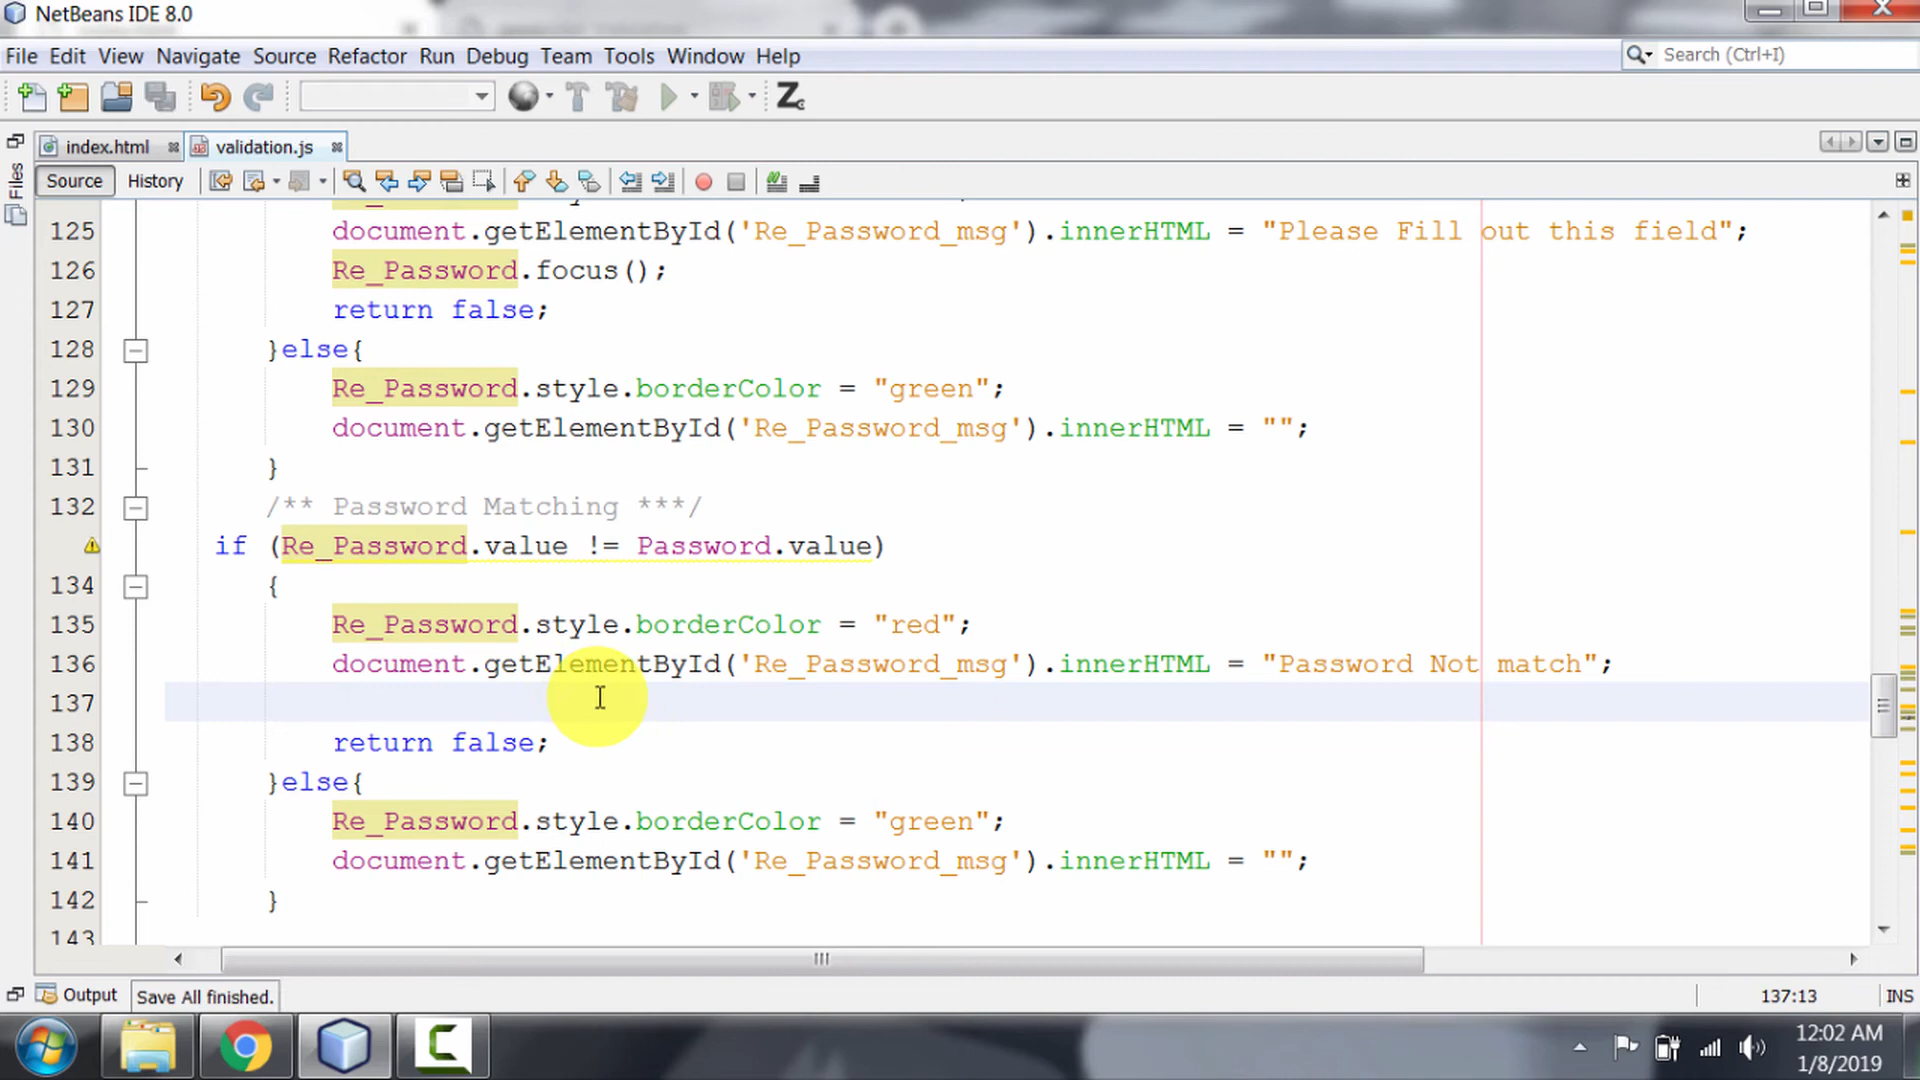 NetBeans IDE 8.0
File Edit View Navigate Source Refactor Run Debug Team Tools Window Help
Search (Ctrl+I)
index.html
validation.js
Files
Source History
125 document.getElementById('Re_Password_msg').innerHTML = "Please Fill out this field";
126 Re_Password.focus();
127 return false;
128 }else{
129 Re_Password.style.borderColor = "green";
130 document.getElementById('Re_Password_msg').innerHTML = "";
131 }
132 /** Password Matching ***/
if (Re_Password.value != Password.value)
134 {
135 Re_Password.style.borderColor = "red";
136 document.getElementById('Re_Password_msg').innerHTML = "Password Not match";
137
138 return false;
139 }else{
140 Re_Password.style.borderColor = "green";
141 document.getElementById('Re_Password_msg').innerHTML = "";
142 }
143
Output Save All finished. 137:13 INS
12:02 AM
1/8/2019